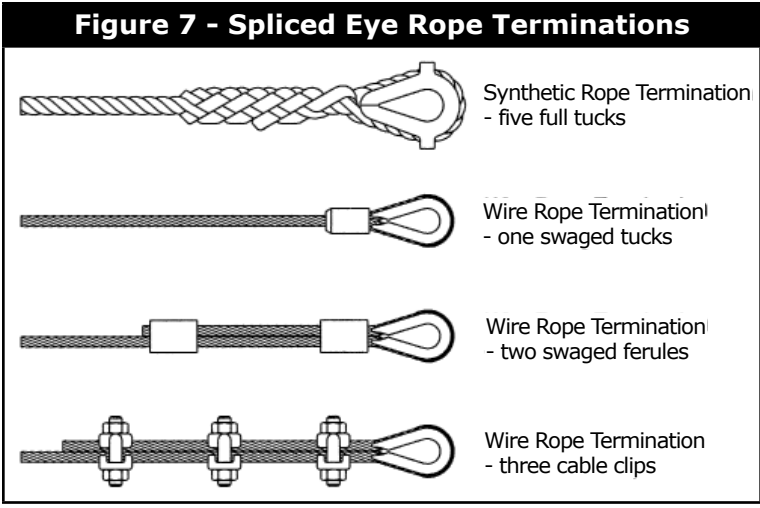 Figure 7 - Spliced Eye Rope Terminations
Synthetic Rope Termination
- five full tucks
Wire Rope Termination
- one swaged tucks
Wire Rope Termination
- two swaged ferules
Wire Rope Termination
- three cable clips